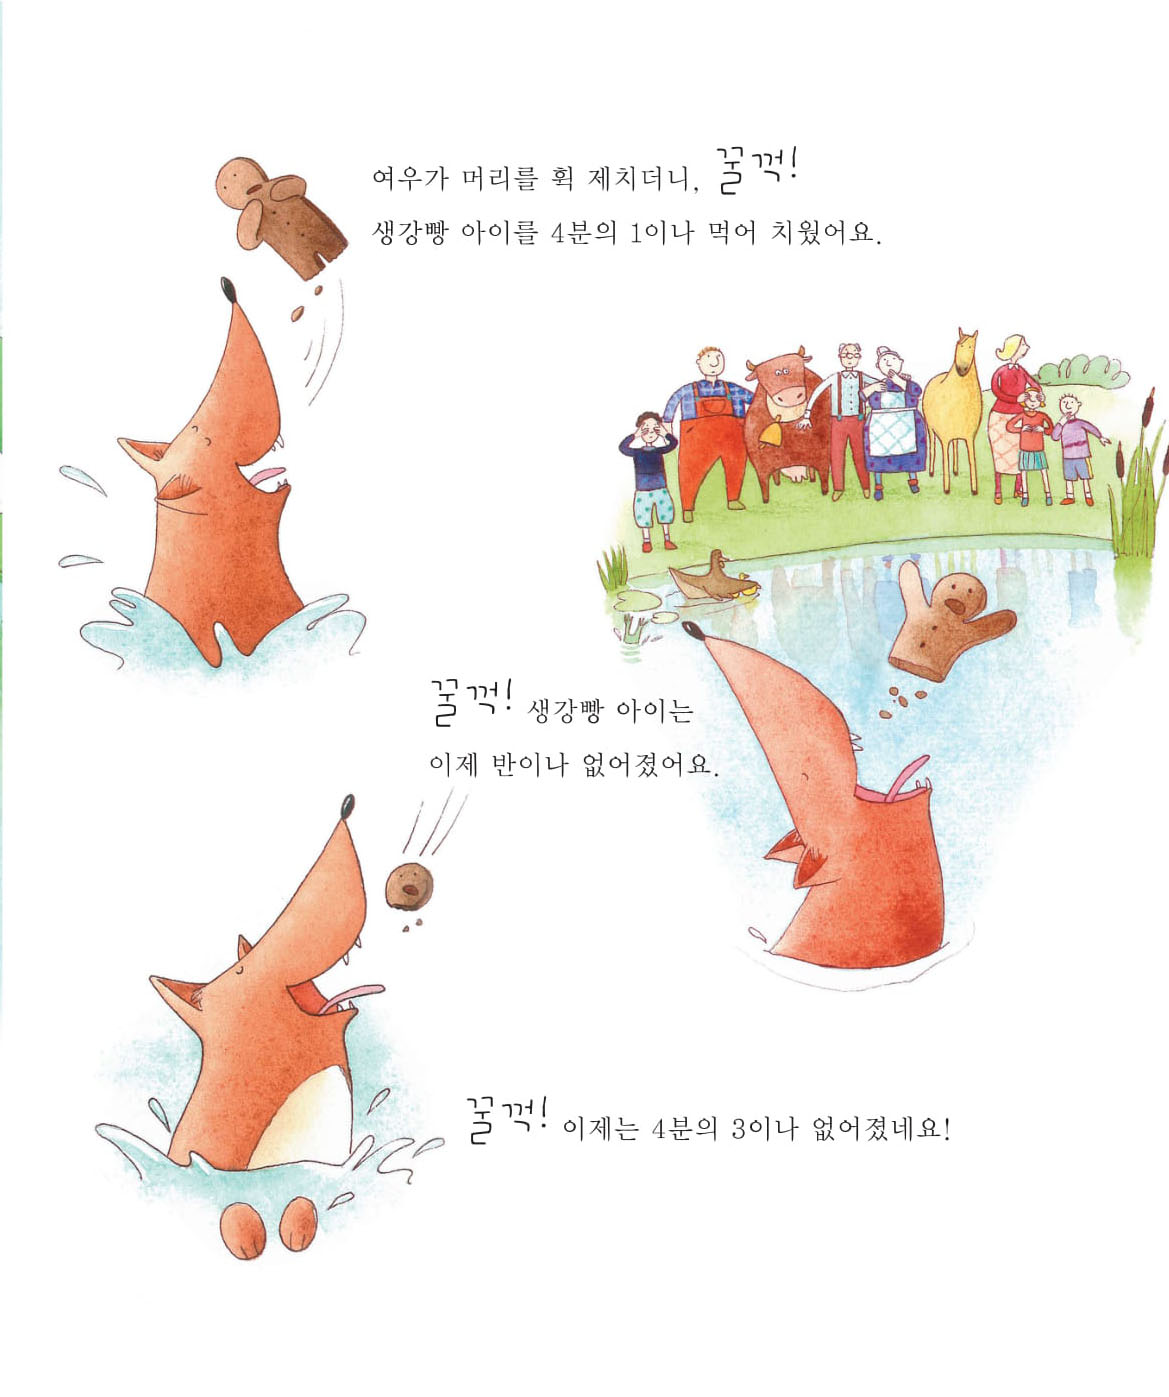 여우가 머리를 휙 제치더니, 꿀꺽!
생강빵 아이를 4분의 1이나 먹어 치웠어요.
꿀꺽! 생강빵 아이는
이제 반이나 없어졌어요.
꿀꺽! 이제는 4분의 3이나 없어졌네요!